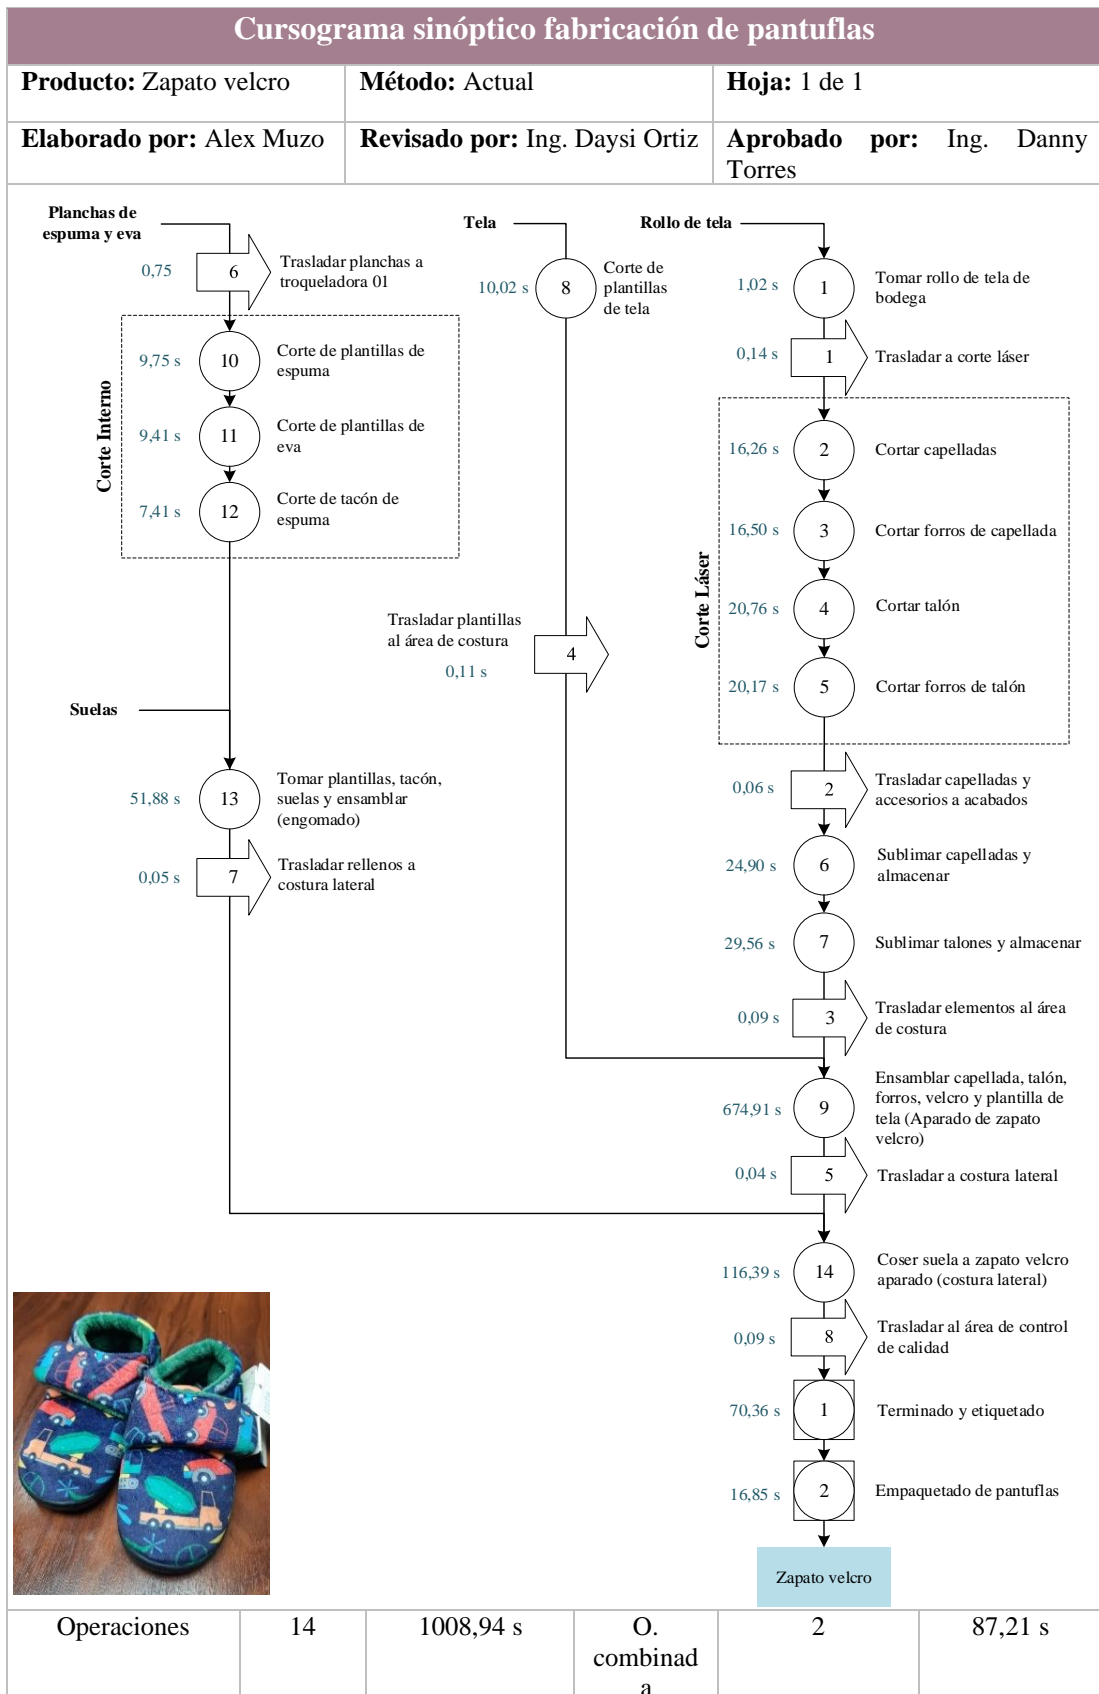 Cursograma sinóptico fabricación de pantuflas
Producto: Zapato velcro
Método: Actual
Hoja: 1 de 1
Elaborado por: Alex Muzo
Revisado por: Ing. Daysi Ortiz
Aprobado por: Ing. Danny
Torres
Planchas de
espuma y eva
0,75
6
Trasladar planchas a
troqueladora 01
Corte Interno
9,75 s
10
Corte de plantillas de
espuma
9,41 s
11
Corte de plantillas de
eva
7,41 s
12
Corte de tacón de
espuma
Suelas
51,88 s
13
Tomar plantillas, tacón,
suelas y ensamblar
(engomado)
0,05 s
7
Trasladar rellenos a
costura lateral
Tela
10,02 s
8
Corte de
plantillas
de tela
Trasladar plantillas
al área de costura
0,11 s
4
Rollo de tela
1,02 s
1
Tomar rollo de tela de
bodega
0,14 s
1
Trasladar a corte láser
Corte Láser
16,26 s
2
Cortar capelladas
16,50 s
3
Cortar forros de capellada
20,76 s
4
Cortar talón
20,17 s
5
Cortar forros de talón
0,06 s
2
Trasladar capelladas y
accesorios a acabados
24,90 s
6
Sublimar capelladas y
almacenar
29,56 s
7
Sublimar talones y almacenar
0,09 s
3
Trasladar elementos al área
de costura
674,91 s
9
Ensamblar capellada, talón,
forros, velcro y plantilla de
tela (Aparado de zapato
velcro)
0,04 s
5
Trasladar a costura lateral
116,39 s
14
Coser suela a zapato velcro
aparado (costura lateral)
0,09 s
8
Trasladar al área de control
de calidad
70,36 s
1
Terminado y etiquetado
16,85 s
2
Empaquetado de pantuflas
Zapato velcro
Operaciones
14
1008,94 s
O.
combinad
a
2
87,21 s